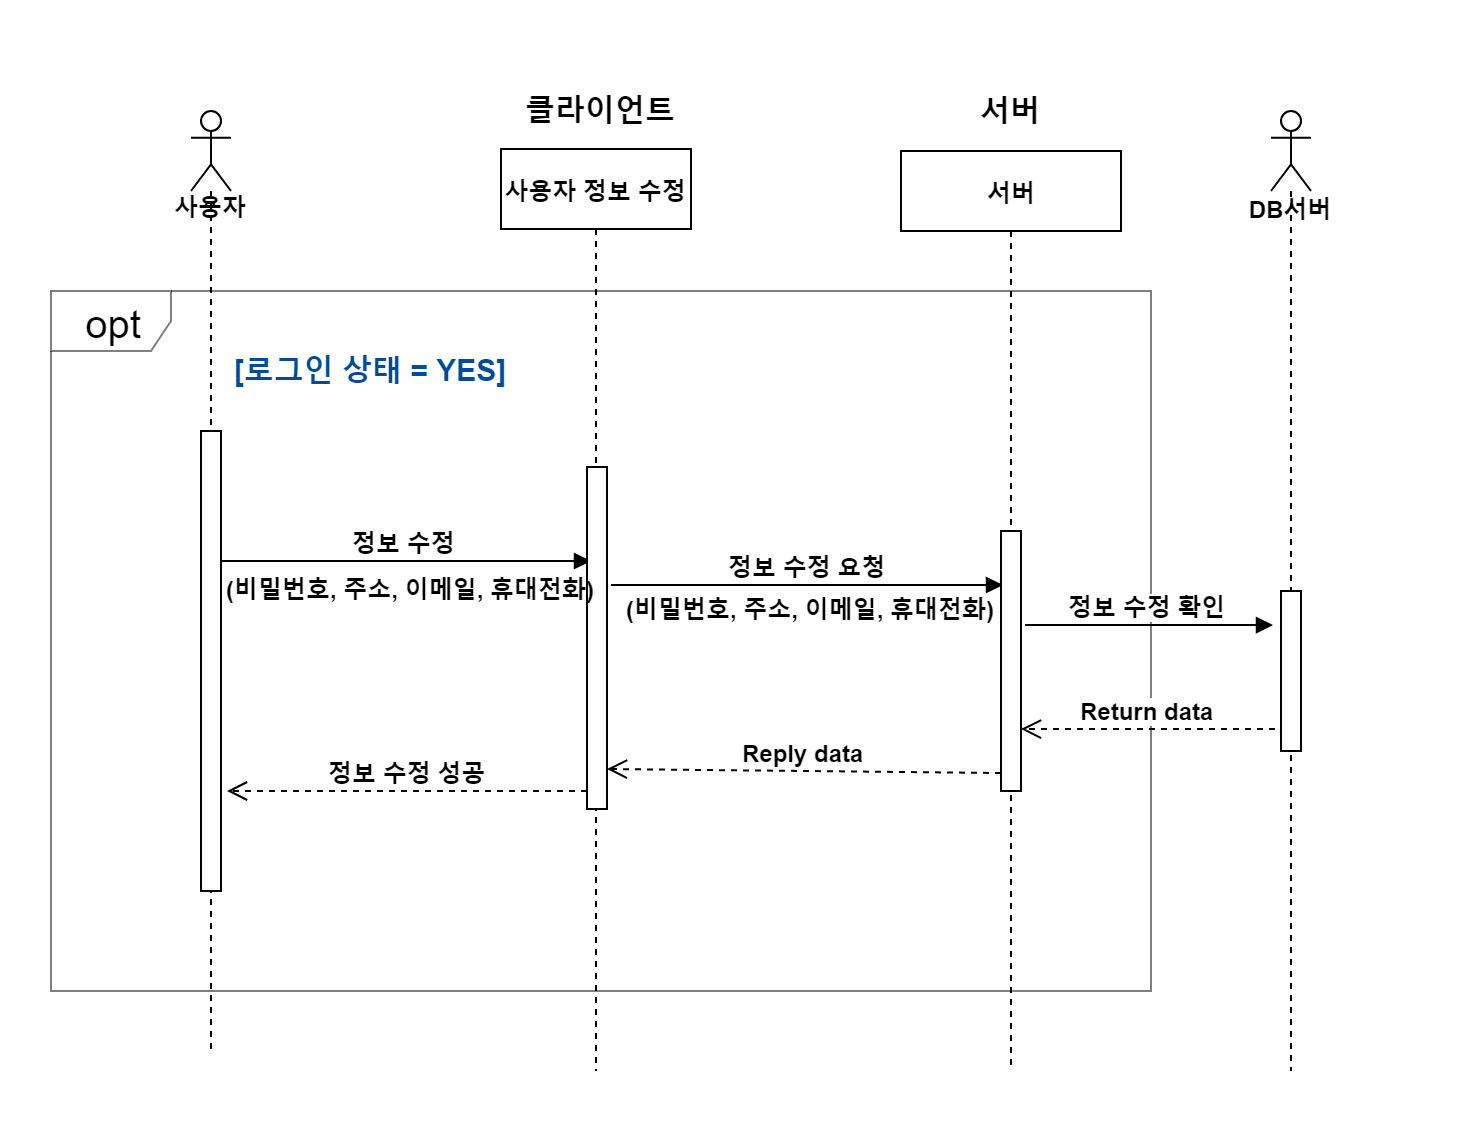 클라이언트
서버
사용자 정보 수정
서버
사용자
DB서버
opt
[로그인 상태 = YES]
정보 수정
(비밀번호, 주소, 이메일, 휴대전화)
정보 수정 요청
(비밀번호, 주소, 이메일, 휴대전화)
정보 수정 확인
Return data
Reply data
정보 수정 성공